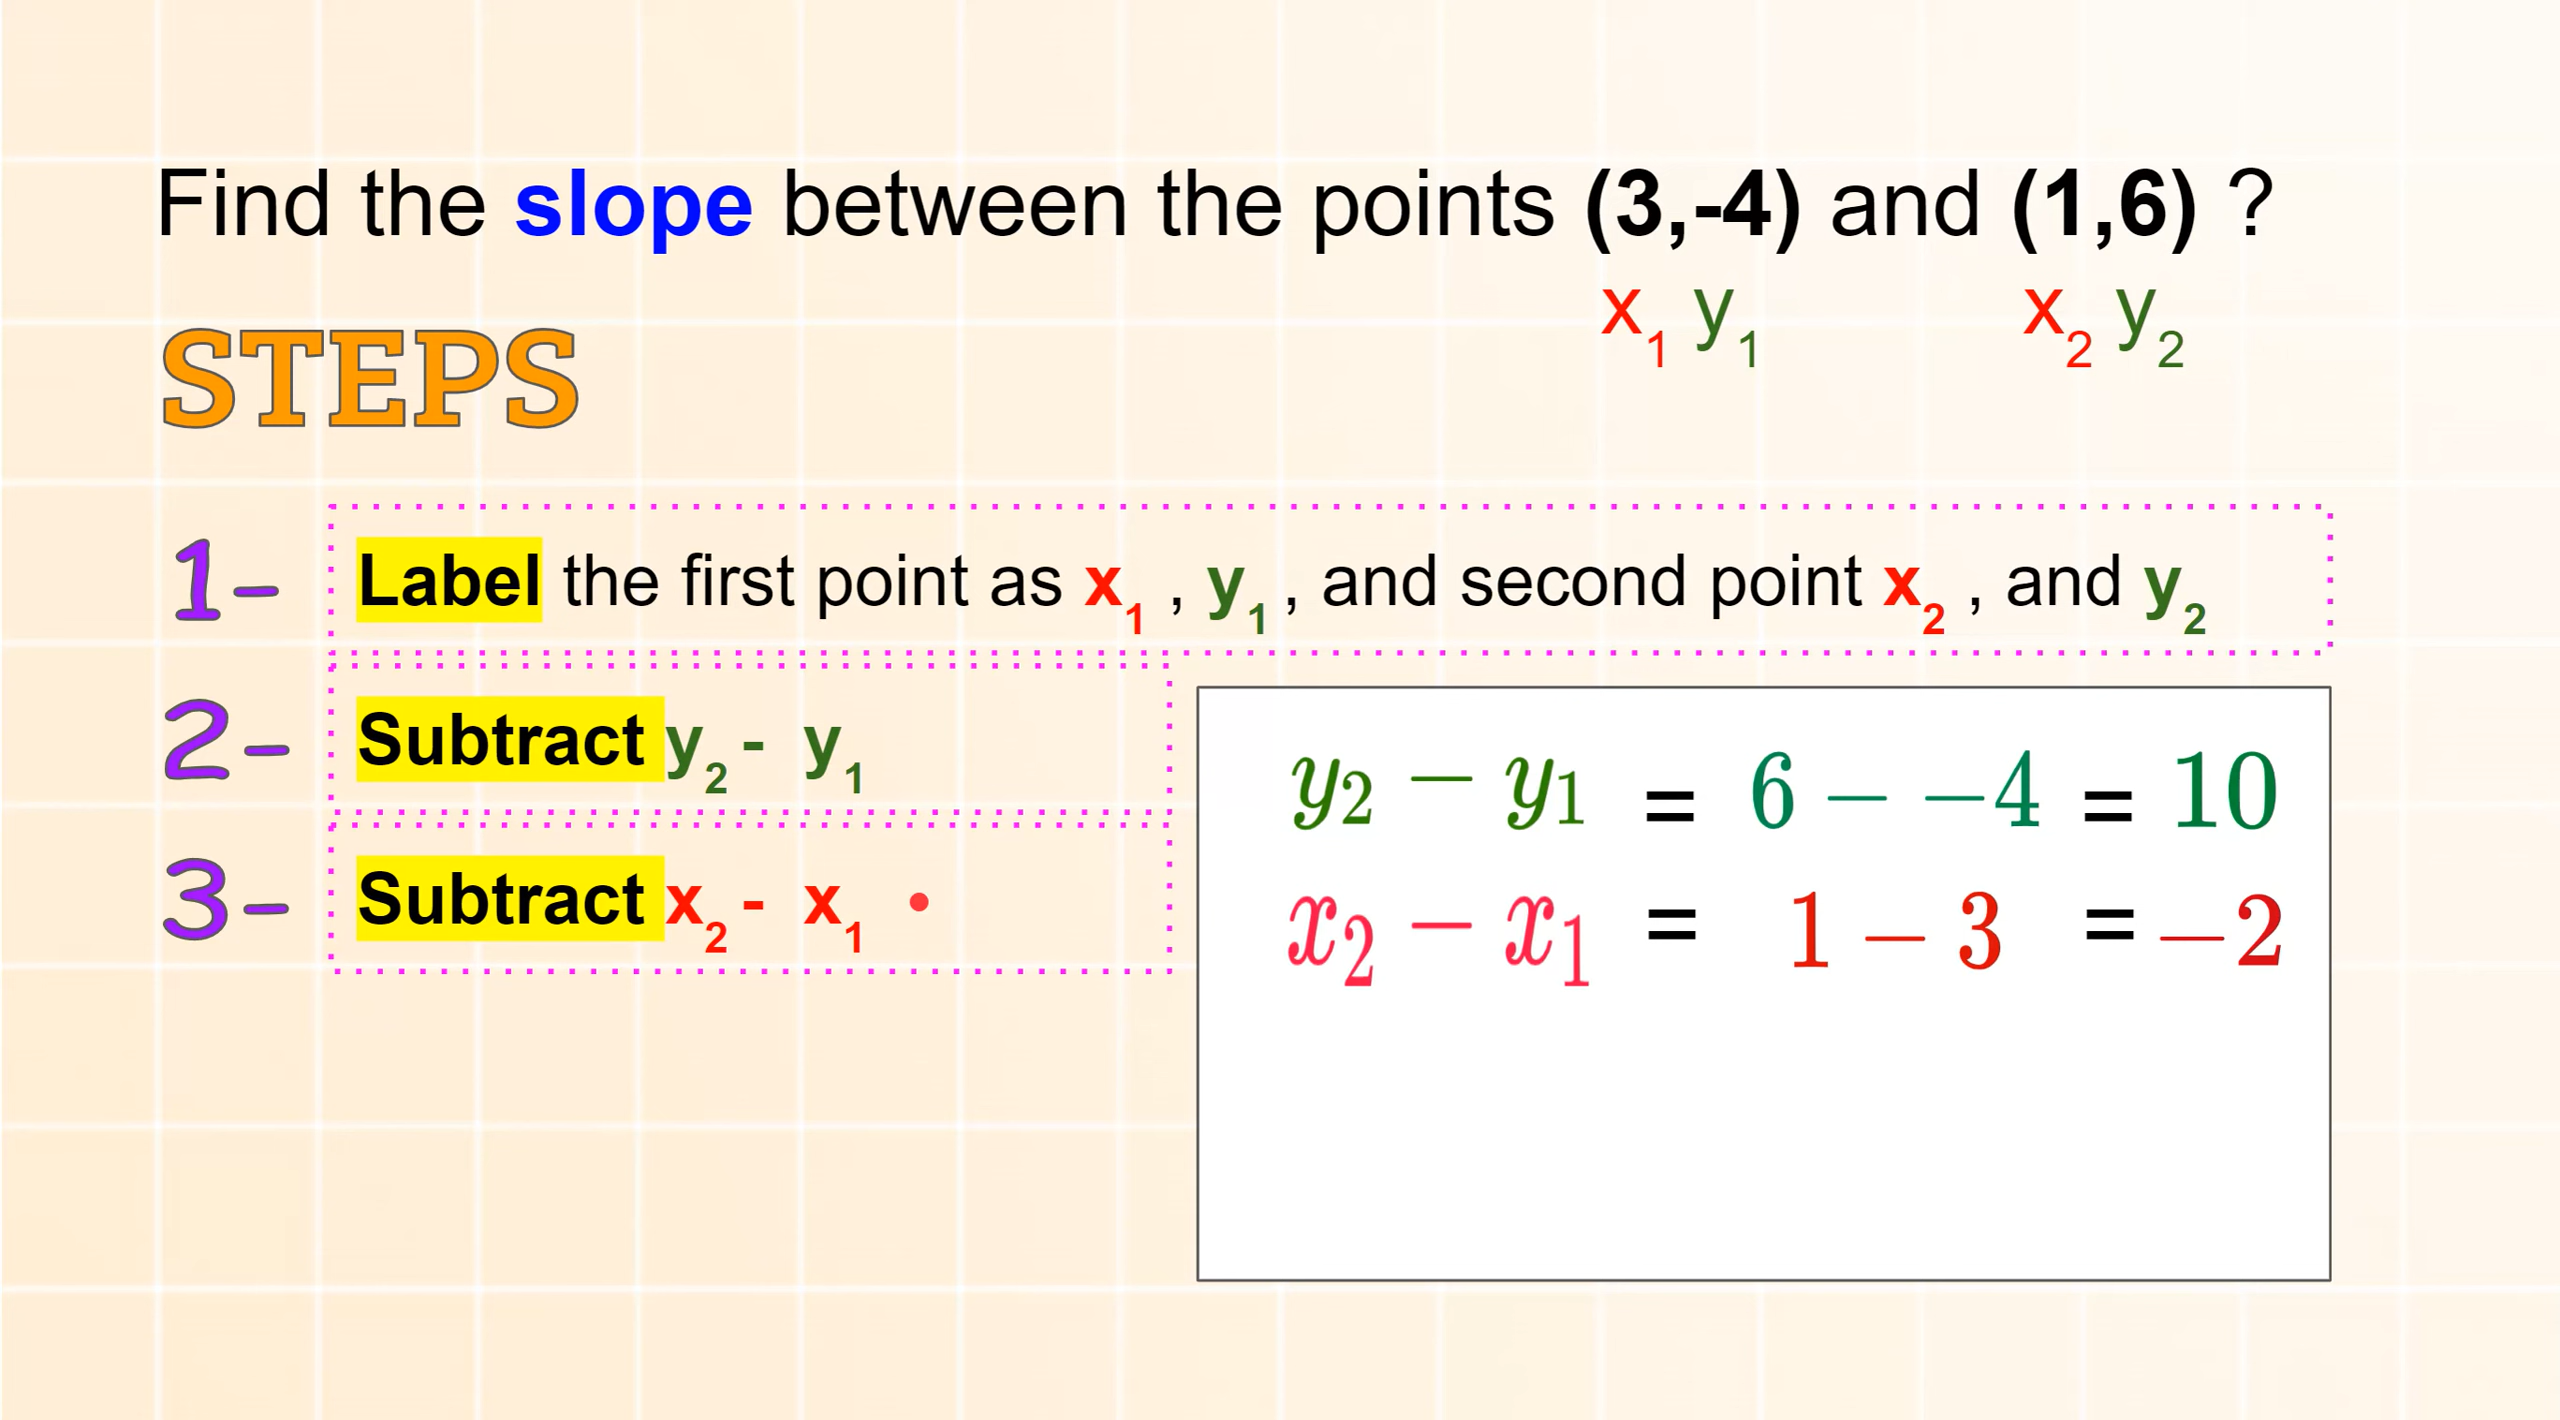 Find the slope between the points (3,-4) and (1,6) ?
x₁ y₁ x₂ y₂
STEPS
1- Label the first point as x₁ , y₁ , and second point x₂ , and y₂
2- Subtract y₂ - y₁
3- Subtract x₂ - x₁
y₂ − y₁ = 6 − −4 = 10
x₂ − x₁ = 1 − 3 = −2